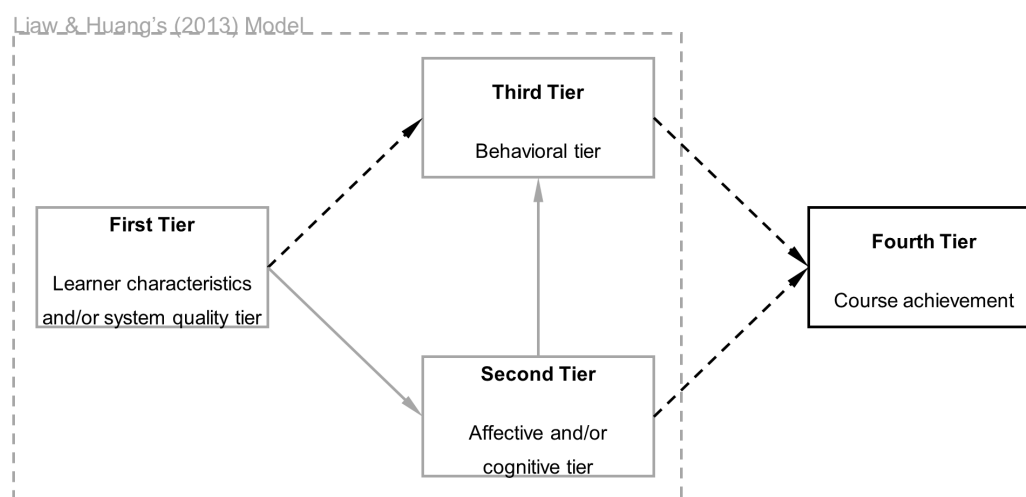 Liaw & Huang's (2013) Model
Third Tier
Behavioral tier
First Tier
Learner characteristics
and/or system quality tier
Fourth Tier
Course achievement
Second Tier
Affective and/or
cognitive tier